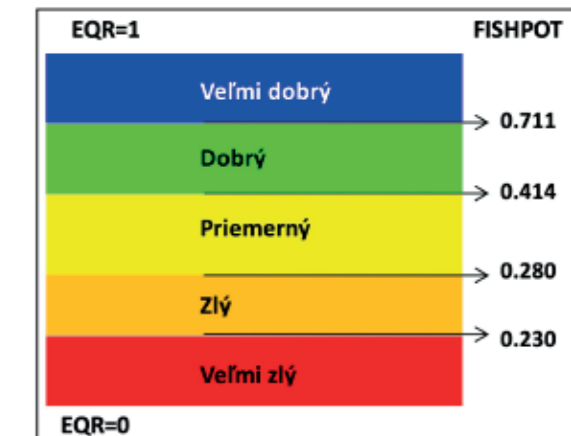 EQR=1 FISHPOT
Veľmi dobrý
0.711
Dobrý
0.414
Priemerný
0.280
Zlý
0.230
Veľmi zlý
EQR=0